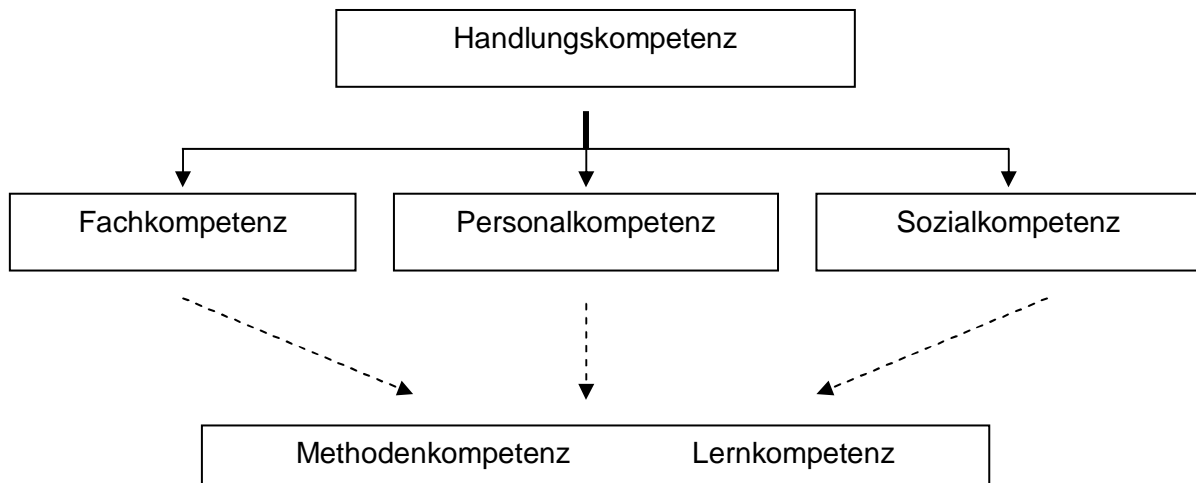 Handlungskompetenz
Fachkompetenz
Personalkompetenz
Sozialkompetenz
Methodenkompetenz Lernkompetenz